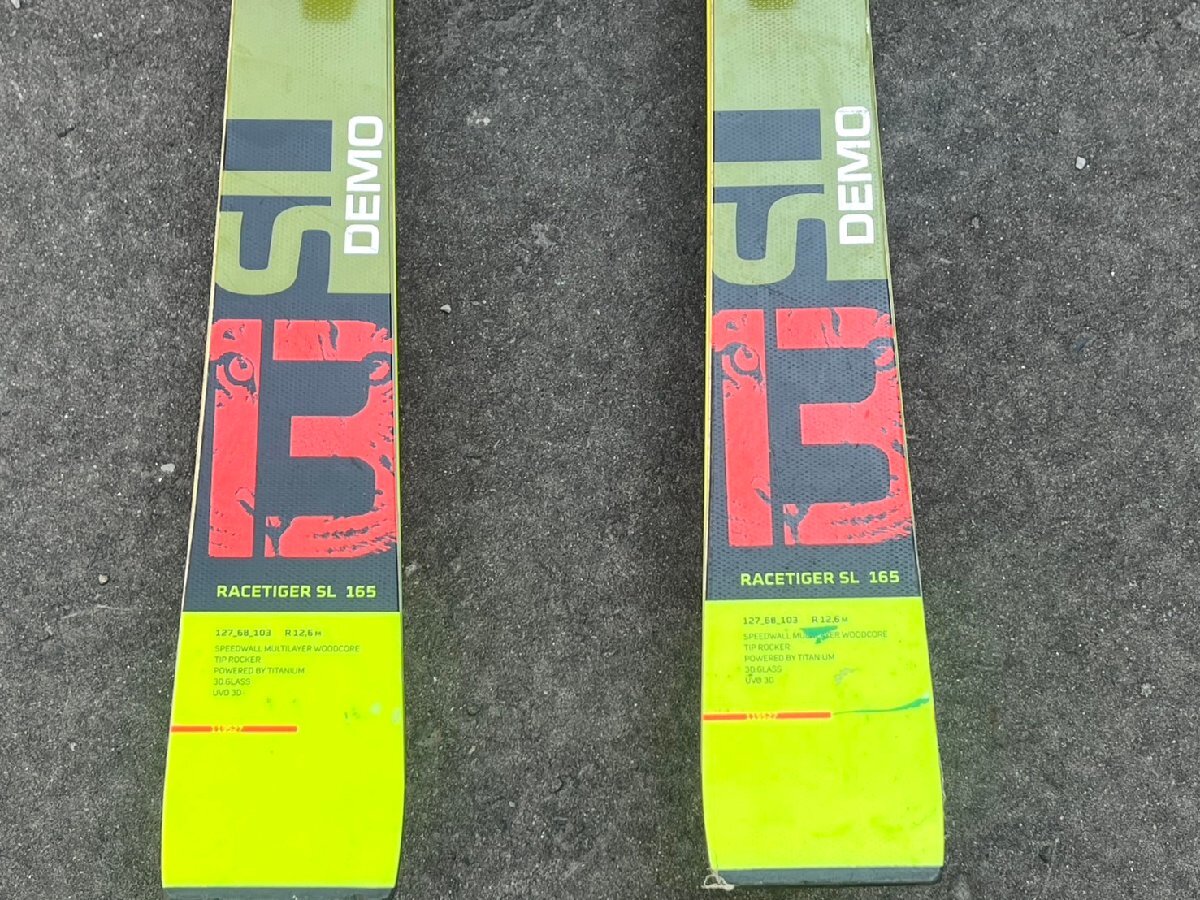 SL
DEMO
RACETIGER SL 165
127_68_103 R 12,6 M
SPEEDWALL MULTILAYER WOODCORE
TIP ROCKER
POWERED BY TITANIUM
3D.GLASS
UVO 3D
119527
SL
DEMO
RACETIGER SL 165
127_68_103 R 12,6 M
SPEEDWALL MULTILAYER WOODCORE
TIP ROCKER
POWERED BY TITANIUM
3D.GLASS
UVO 3D
119527